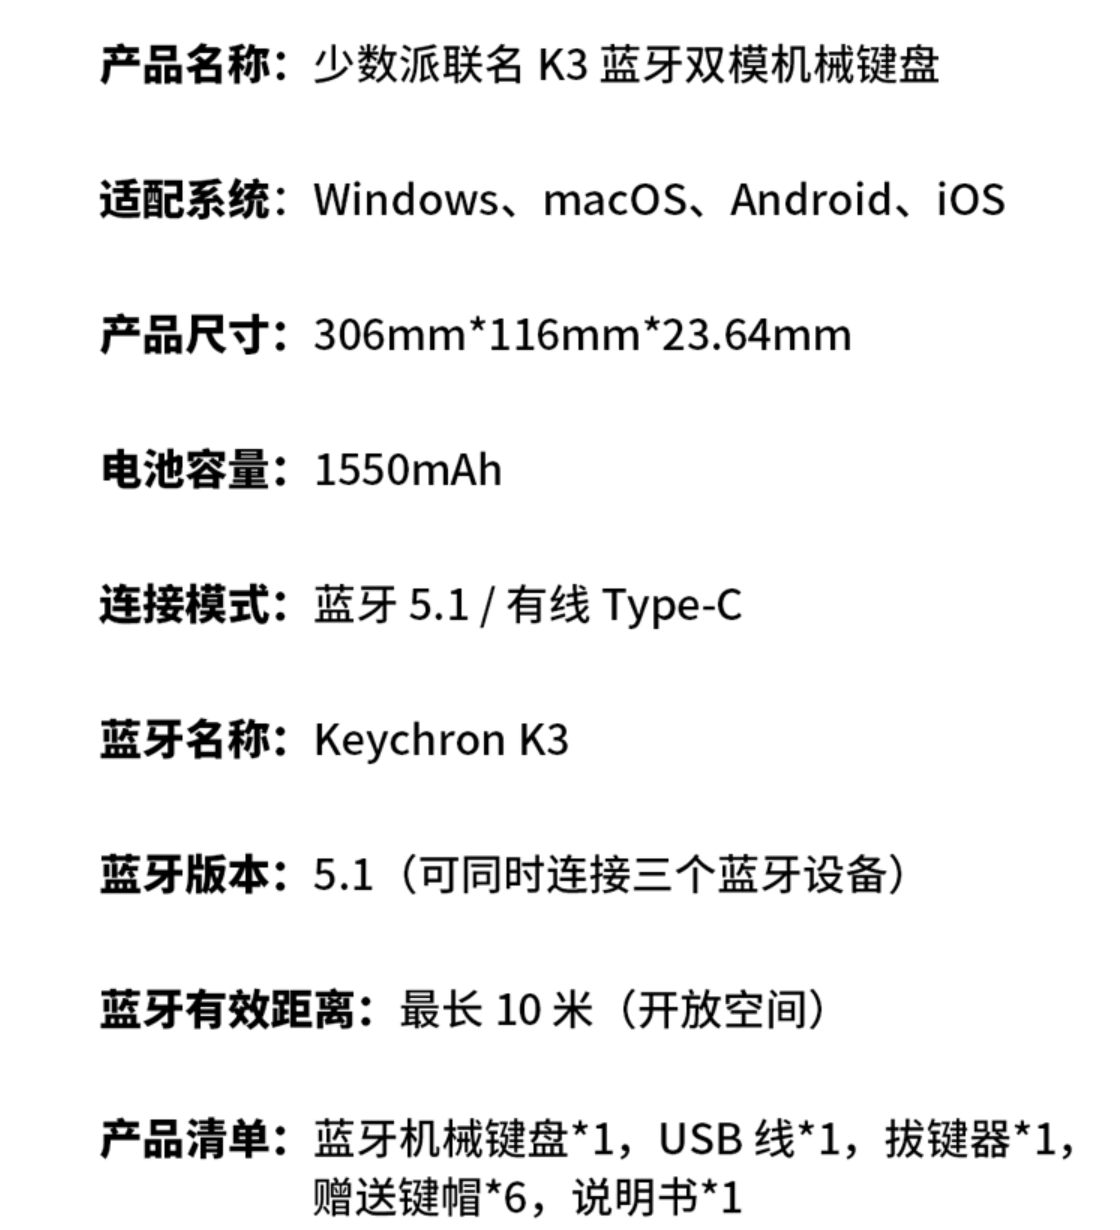 产品名称：少数派联名 K3 蓝牙双模机械键盘
适配系统：Windows、macOS、Android、iOS
产品尺寸：306mm*116mm*23.64mm
电池容量：1550mAh
连接模式：蓝牙 5.1 / 有线 Type-C
蓝牙名称：Keychron K3
蓝牙版本：5.1（可同时连接三个蓝牙设备）
蓝牙有效距离：最长 10 米（开放空间）
产品清单：蓝牙机械键盘*1，USB 线*1，拔键器*1，
赠送键帽*6，说明书*1